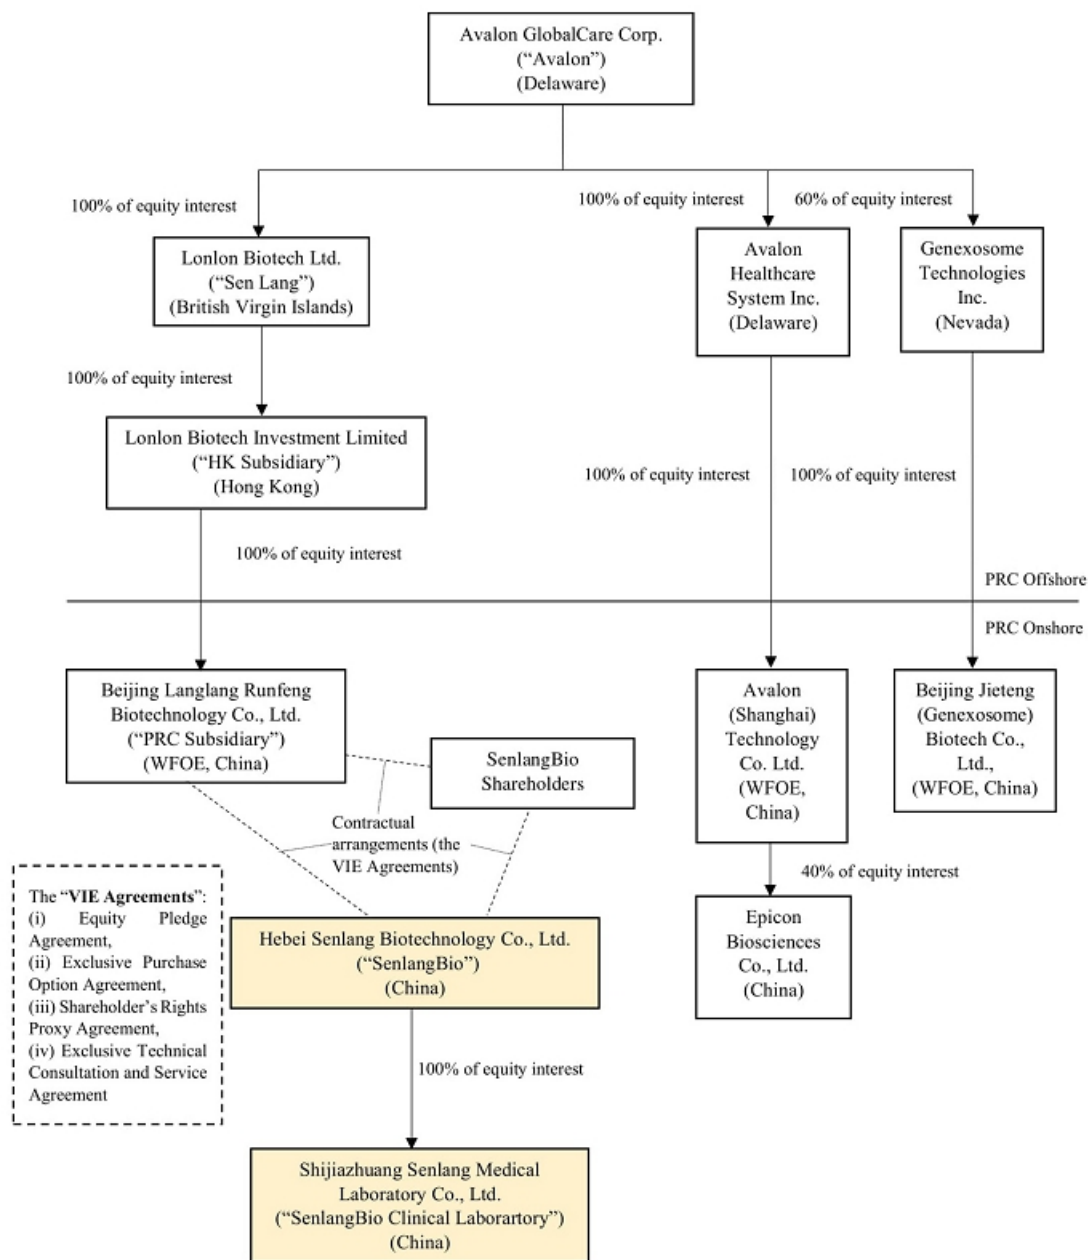 Avalon GlobalCare Corp.
(“Avalon”)
(Delaware)
100% of equity interest
100% of equity interest
60% of equity interest
Lonlon Biotech Ltd.
(“Sen Lang”)
(British Virgin Islands)
Avalon
Healthcare
System Inc.
(Delaware)
Genexosome
Technologies
Inc.
(Nevada)
100% of equity interest
Lonlon Biotech Investment Limited
(“HK Subsidiary”)
(Hong Kong)
100% of equity interest
100% of equity interest
100% of equity interest
PRC Offshore
PRC Onshore
Beijing Langlang Runfeng
Biotechnology Co., Ltd.
(“PRC Subsidiary”)
(WFOE, China)
SenlangBio
Shareholders
Avalon
(Shanghai)
Technology
Co. Ltd.
(WFOE,
China)
Beijing Jieteng
(Genexosome)
Biotech Co.,
Ltd.,
(WFOE, China)
Contractual
arrangements (the
VIE Agreements)
40% of equity interest
The “VIE Agreements”:
(i) Equity Pledge
Agreement,
(ii) Exclusive Purchase
Option Agreement,
(iii) Shareholder’s Rights
Proxy Agreement,
(iv) Exclusive Technical
Consultation and Service
Agreement
Hebei Senlang Biotechnology Co., Ltd.
(“SenlangBio”)
(China)
Epicon
Biosciences
Co., Ltd.
(China)
100% of equity interest
Shijiazhuang Senlang Medical
Laboratory Co., Ltd.
(“SenlangBio Clinical Laborartory”)
(China)